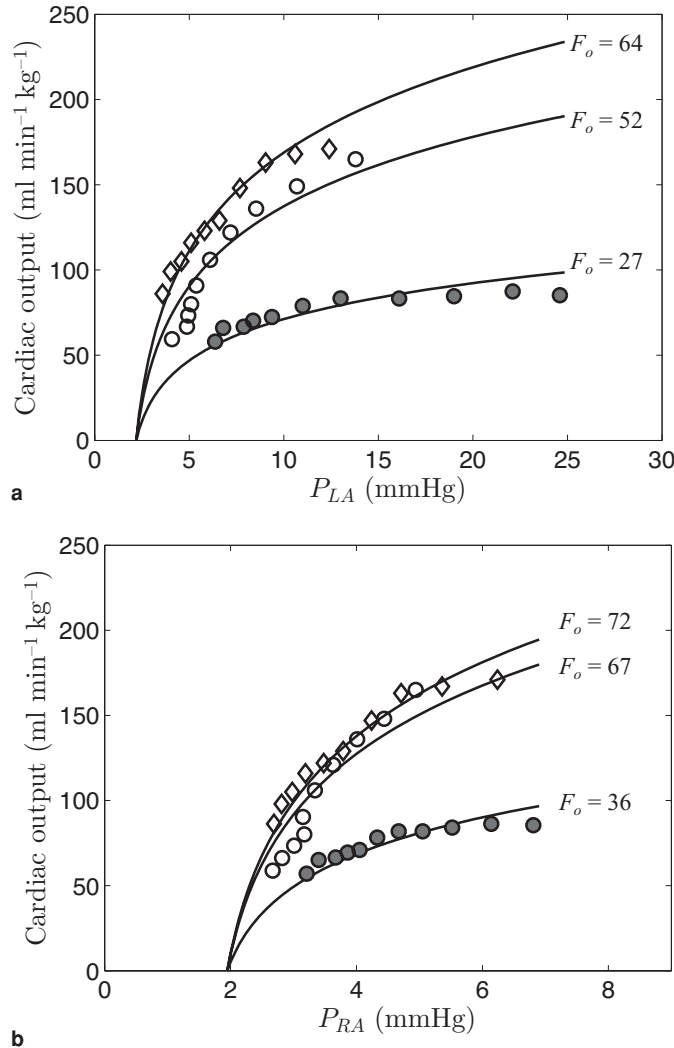 250
200
150
100
50
0
0 5 10 15 20 25 30
Cardiac output (ml min⁻¹ kg⁻¹)
P_LA (mmHg)
F_o = 64
F_o = 52
F_o = 27
a
250
200
150
100
50
0
0 2 4 6 8
Cardiac output (ml min⁻¹ kg⁻¹)
P_RA (mmHg)
F_o = 72
F_o = 67
F_o = 36
b